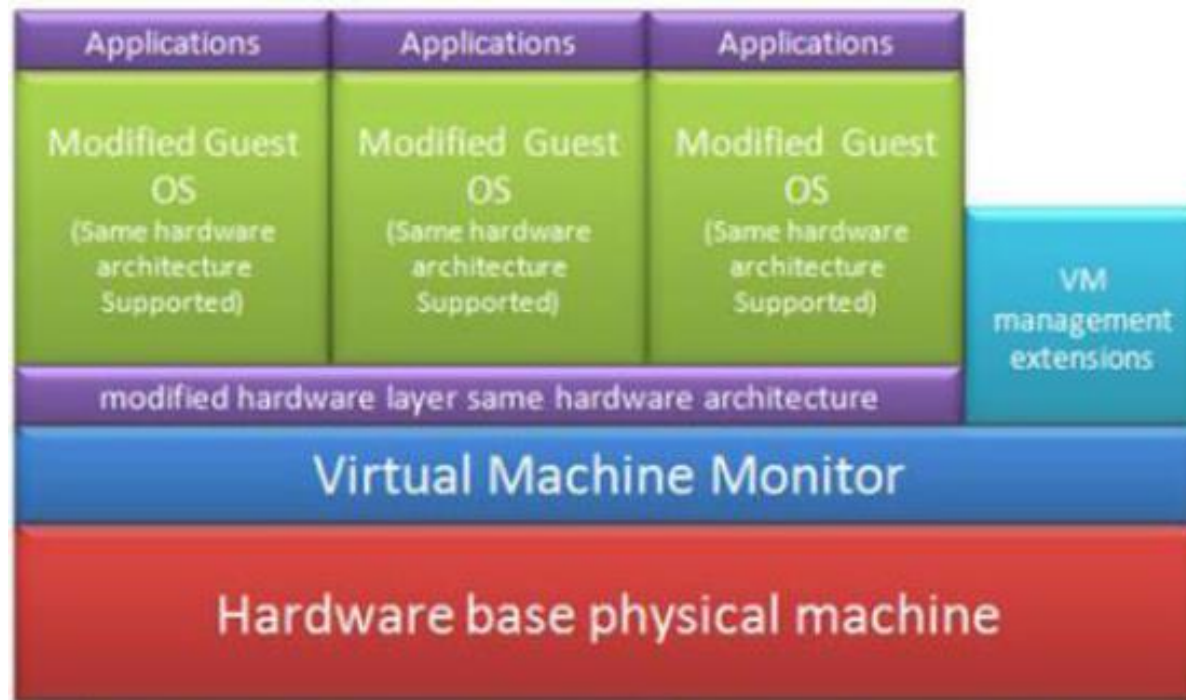 Applications
Modified Guest
OS
(Same hardware
architecture
Supported)
Applications
Modified Guest
OS
(Same hardware
architecture
Supported)
Applications
Modified Guest
OS
(Same hardware
architecture
Supported)
VM
management
extensions
modified hardware layer same hardware architecture
Virtual Machine Monitor
Hardware base physical machine